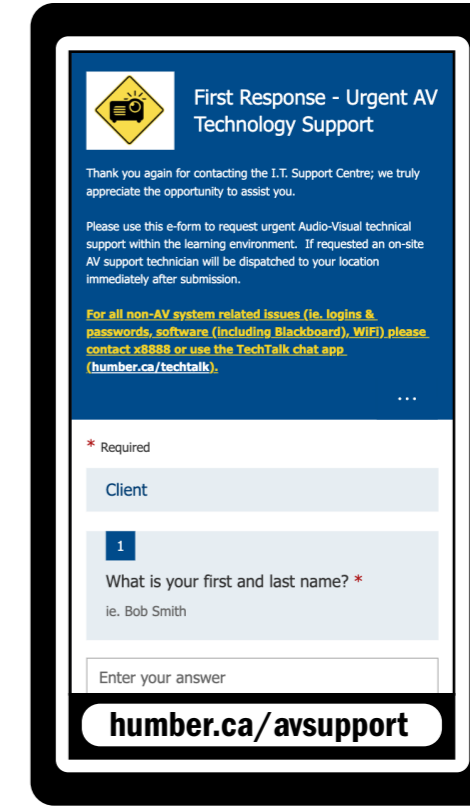 First Response - Urgent AV
Technology Support
Thank you again for contacting the I.T. Support Centre; we truly
appreciate the opportunity to assist you.
Please use this e-form to request urgent Audio-Visual technical
support within the learning environment.  If requested an on-site
AV support technician will be dispatched to your location
immediately after submission.
For all non-AV system related issues (ie. logins &
passwords, software (including Blackboard), WiFi) please
contact x8888 or use the TechTalk chat app
(humber.ca/techtalk).
...
* Required
Client
1
What is your first and last name? *
ie. Bob Smith
Enter your answer
humber.ca/avsupport